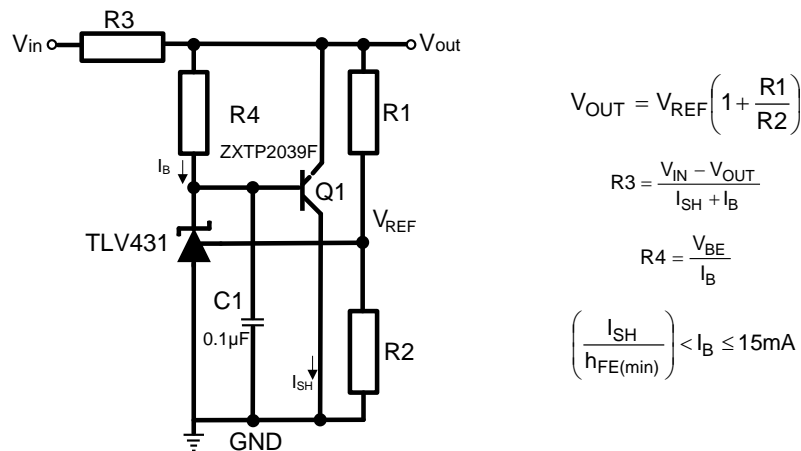 R3
Vin
Vout
R4
R1
ZXTP2039F
IB
Q1
VREF
TLV431
C1
0.1µF
R2
ISH
GND
VOUT = VREF(1 + R1/R2)
R3 = (VIN − VOUT)/(ISH + IB)
R4 = VBE/IB
(ISH/hFE(min)) < IB ≤ 15mA